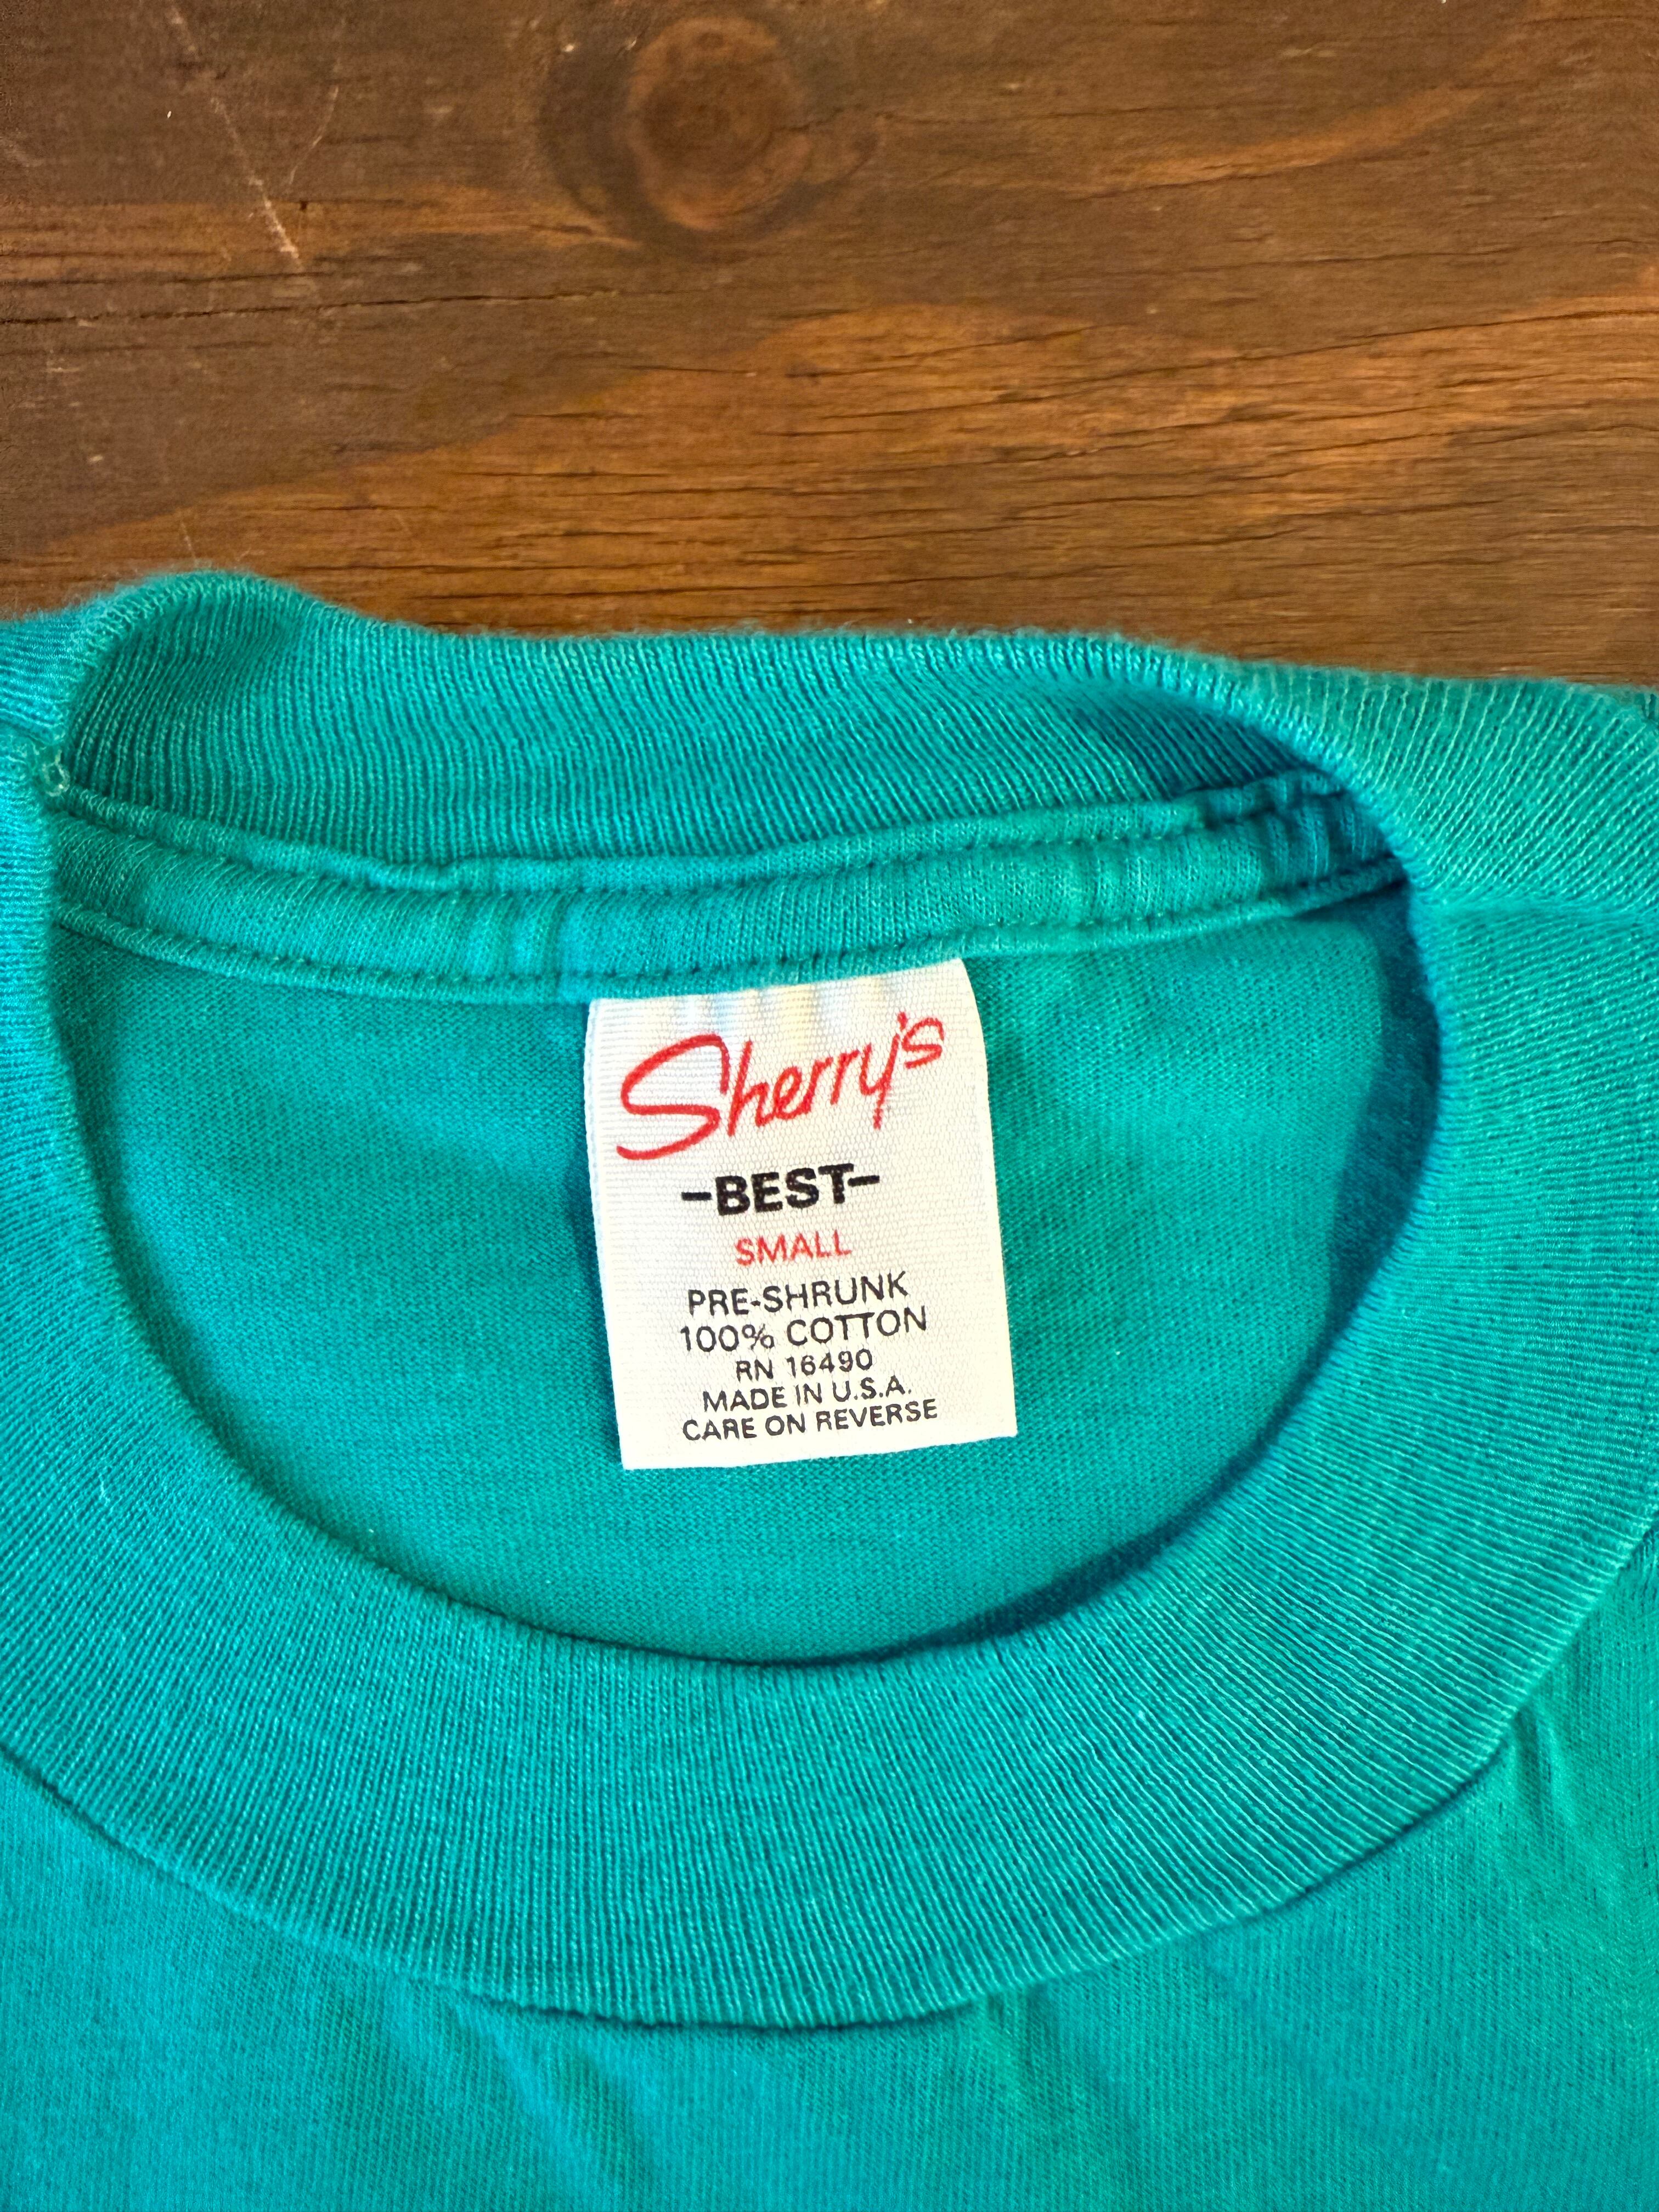 Sherry's
-BEST-
SMALL
PRE-SHRUNK
100% COTTON
RN 16490
MADE IN U.S.A.
CARE ON REVERSE